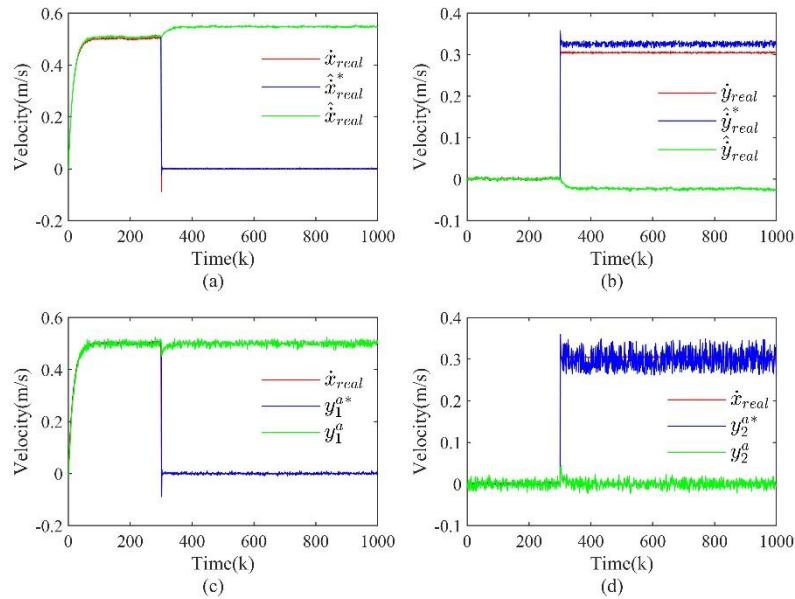 0.6
0.4
0.2
0
-0.2
Velocity(m/s)
ẋ_real
x̂̇*_real
x̂̇_real
0 200 400 600 800 1000
Time(k)
(a)
0.4
0.3
0.2
0.1
0
-0.1
Velocity(m/s)
ẏ_real
ŷ̇*_real
ŷ̇_real
0 200 400 600 800 1000
Time(k)
(b)
0.6
0.4
0.2
0
-0.2
Velocity(m/s)
ẋ_real
y_1^a*
y_1^a
0 200 400 600 800 1000
Time(k)
(c)
0.4
0.3
0.2
0.1
0
-0.1
Velocity(m/s)
ẋ_real
y_2^a*
y_2^a
0 200 400 600 800 1000
Time(k)
(d)